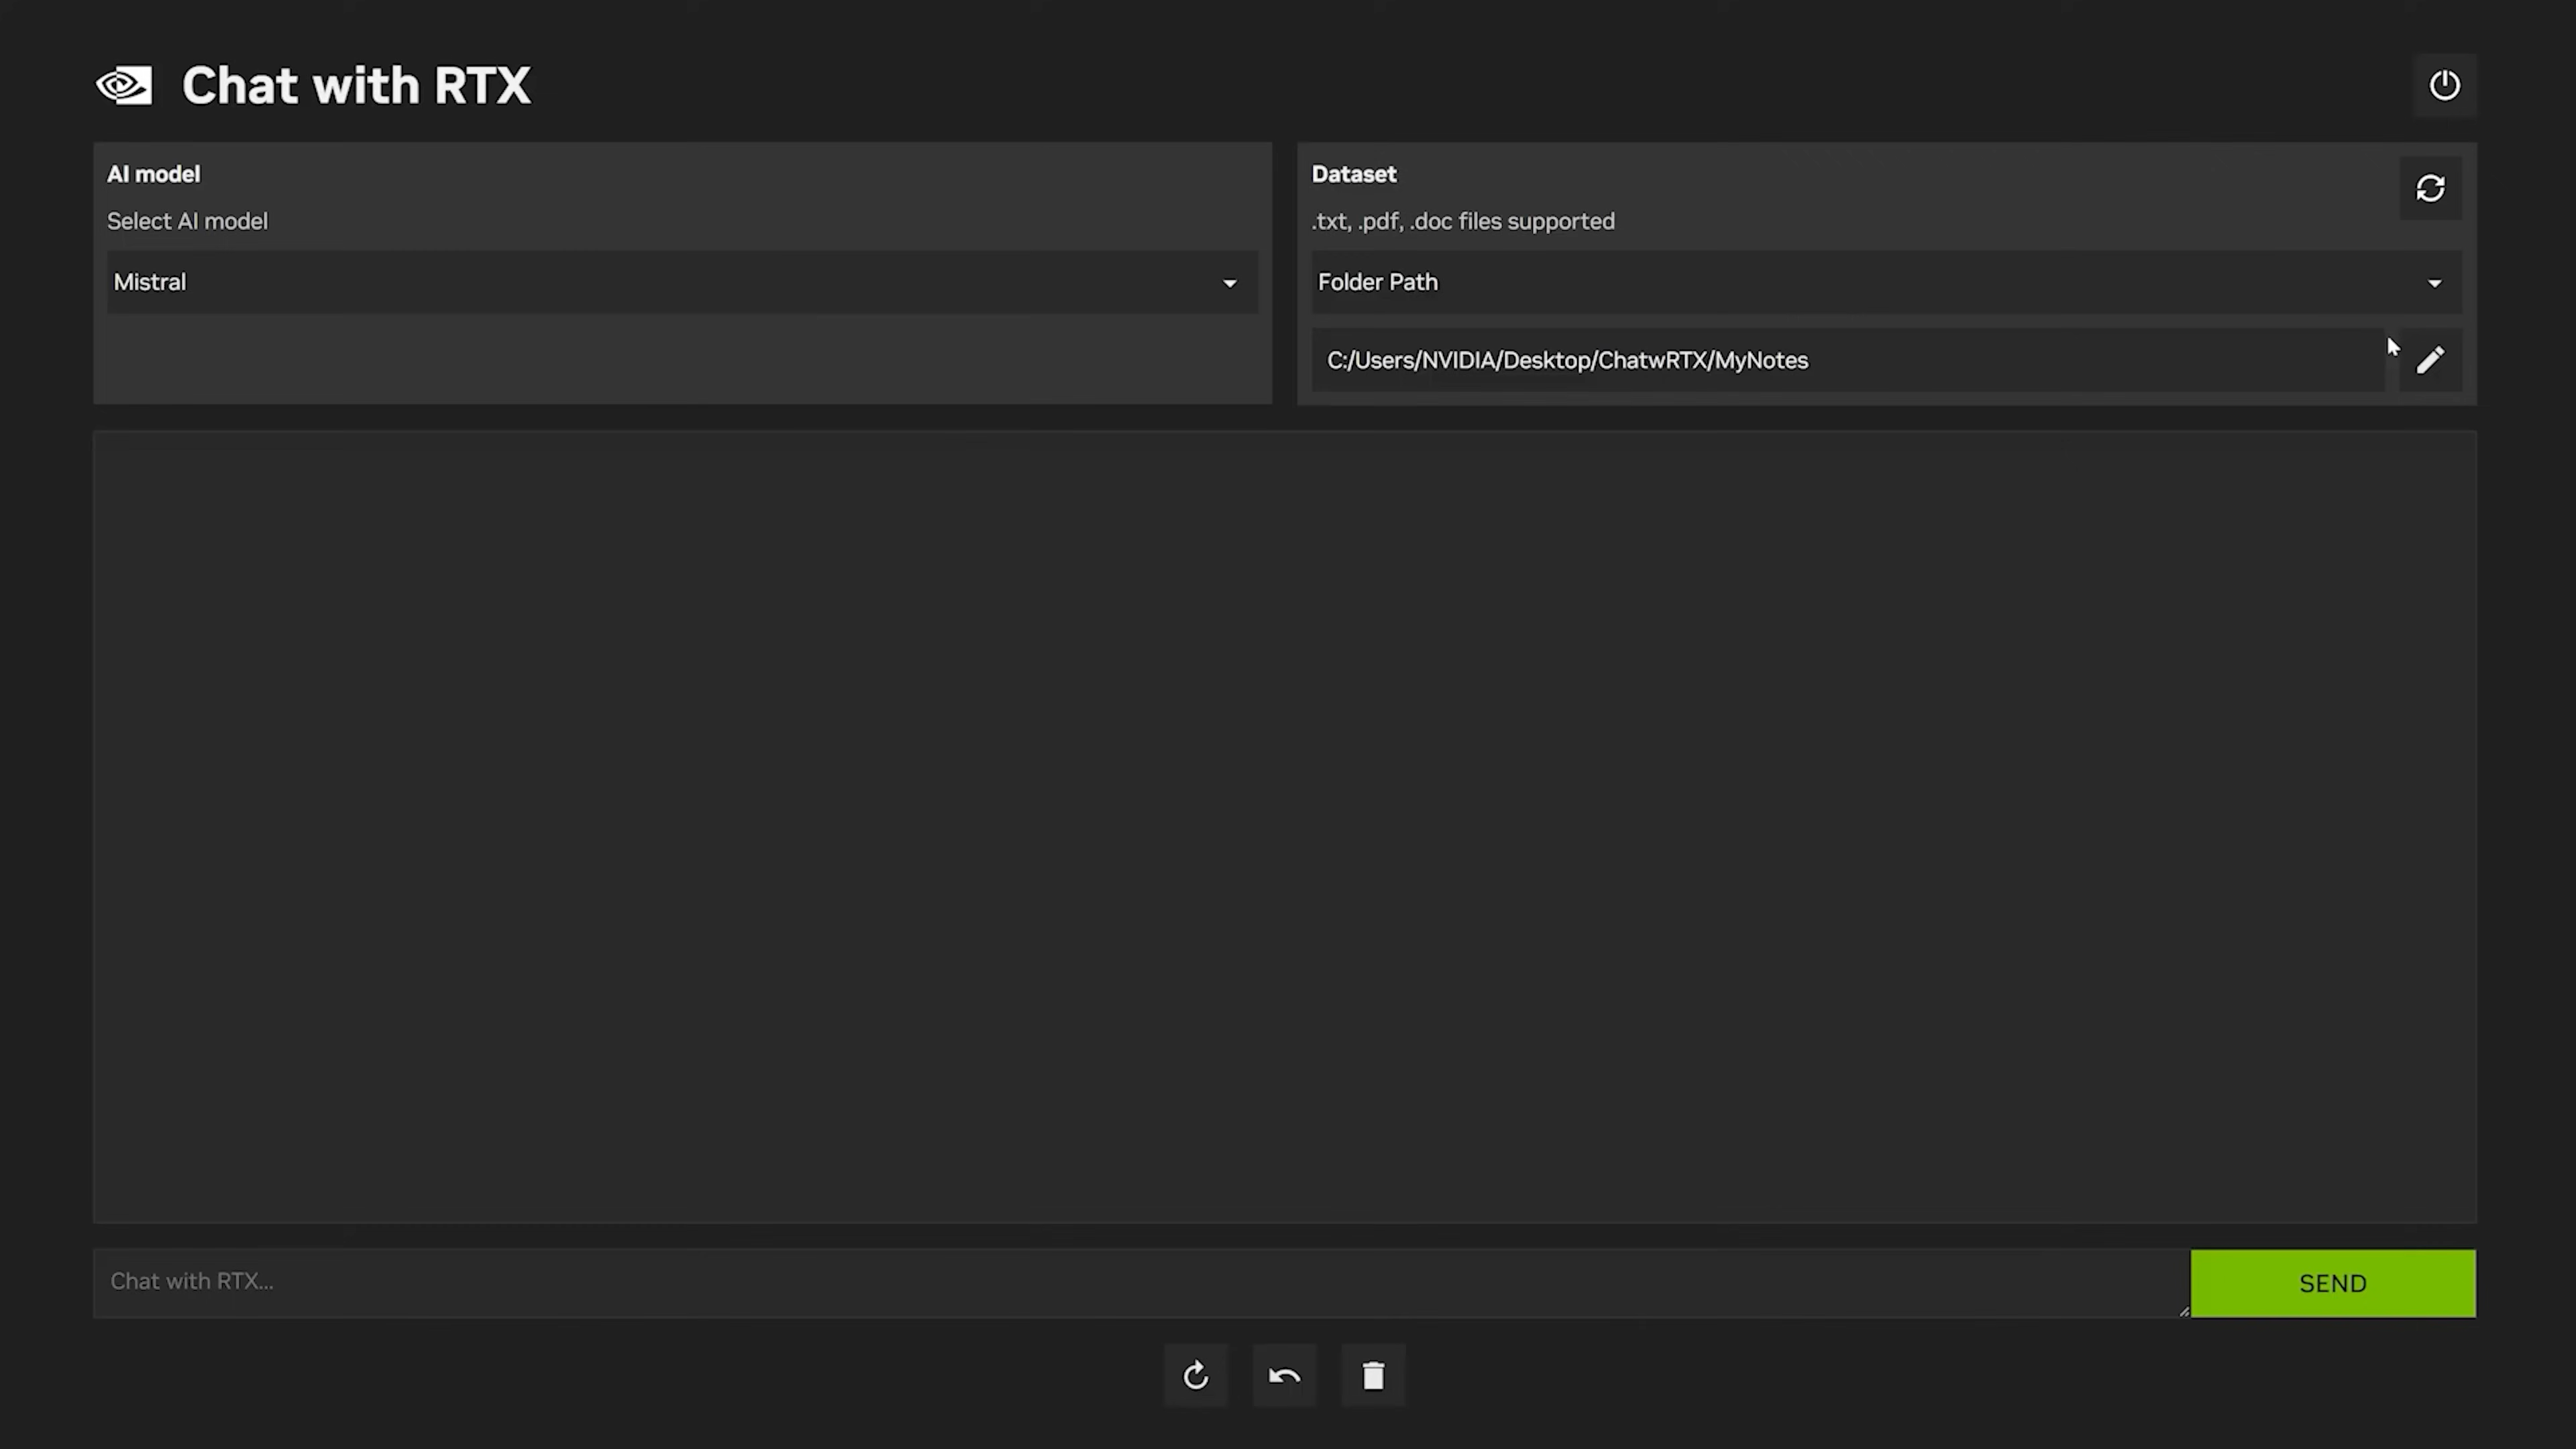 Chat with RTX
AI model
Select AI model
Mistral
Dataset
.txt, .pdf, .doc files supported
Folder Path
C:/Users/NVIDIA/Desktop/ChatwRTX/MyNotes
Chat with RTX...
SEND